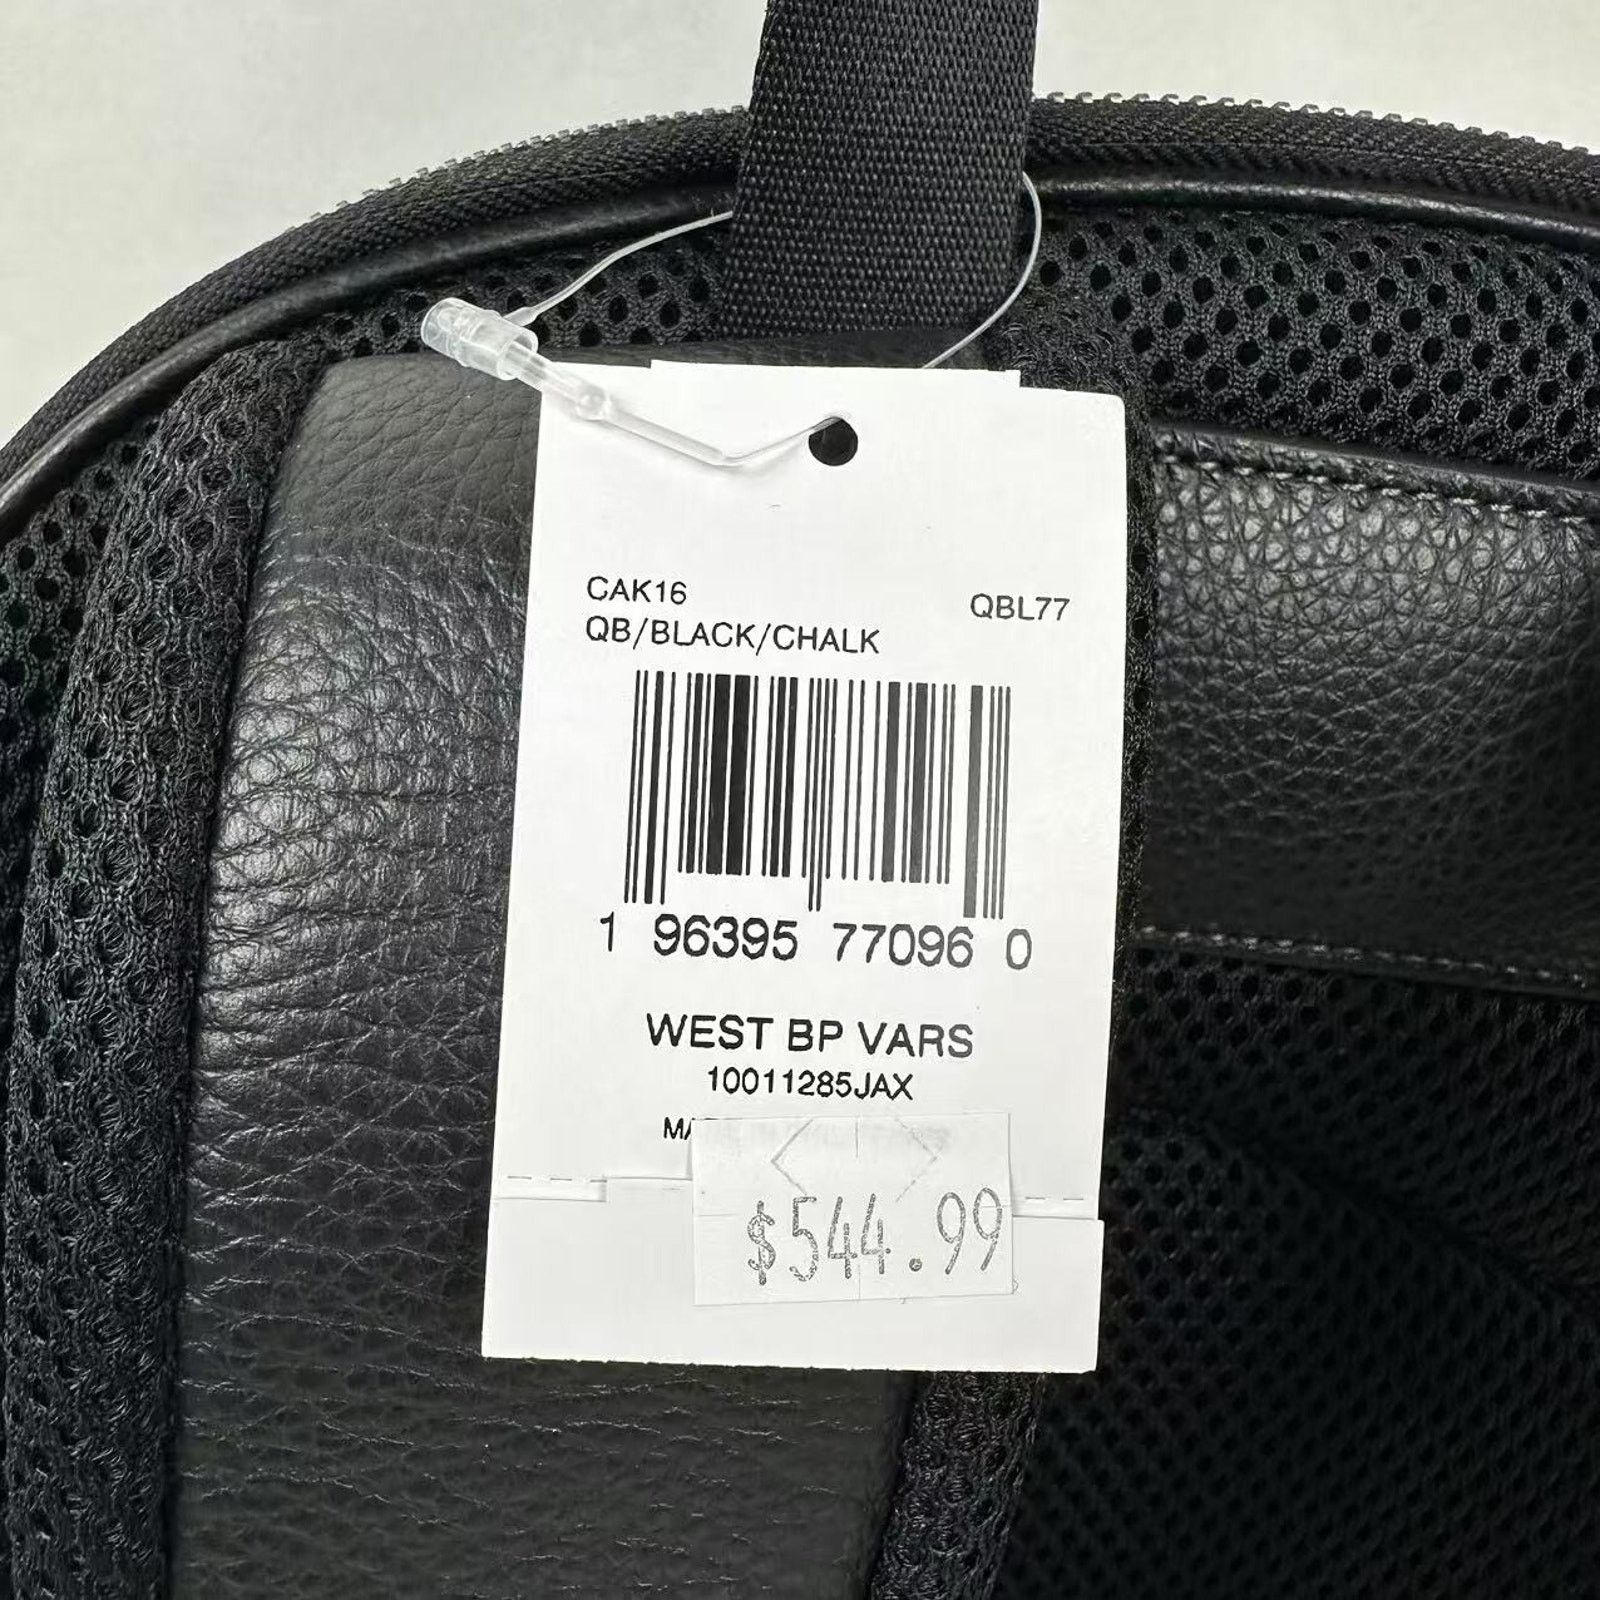 CAK16
QBL77
QB/BLACK/CHALK
1 96395 77096 0
WEST BP VARS
10011285JAX
$544.99